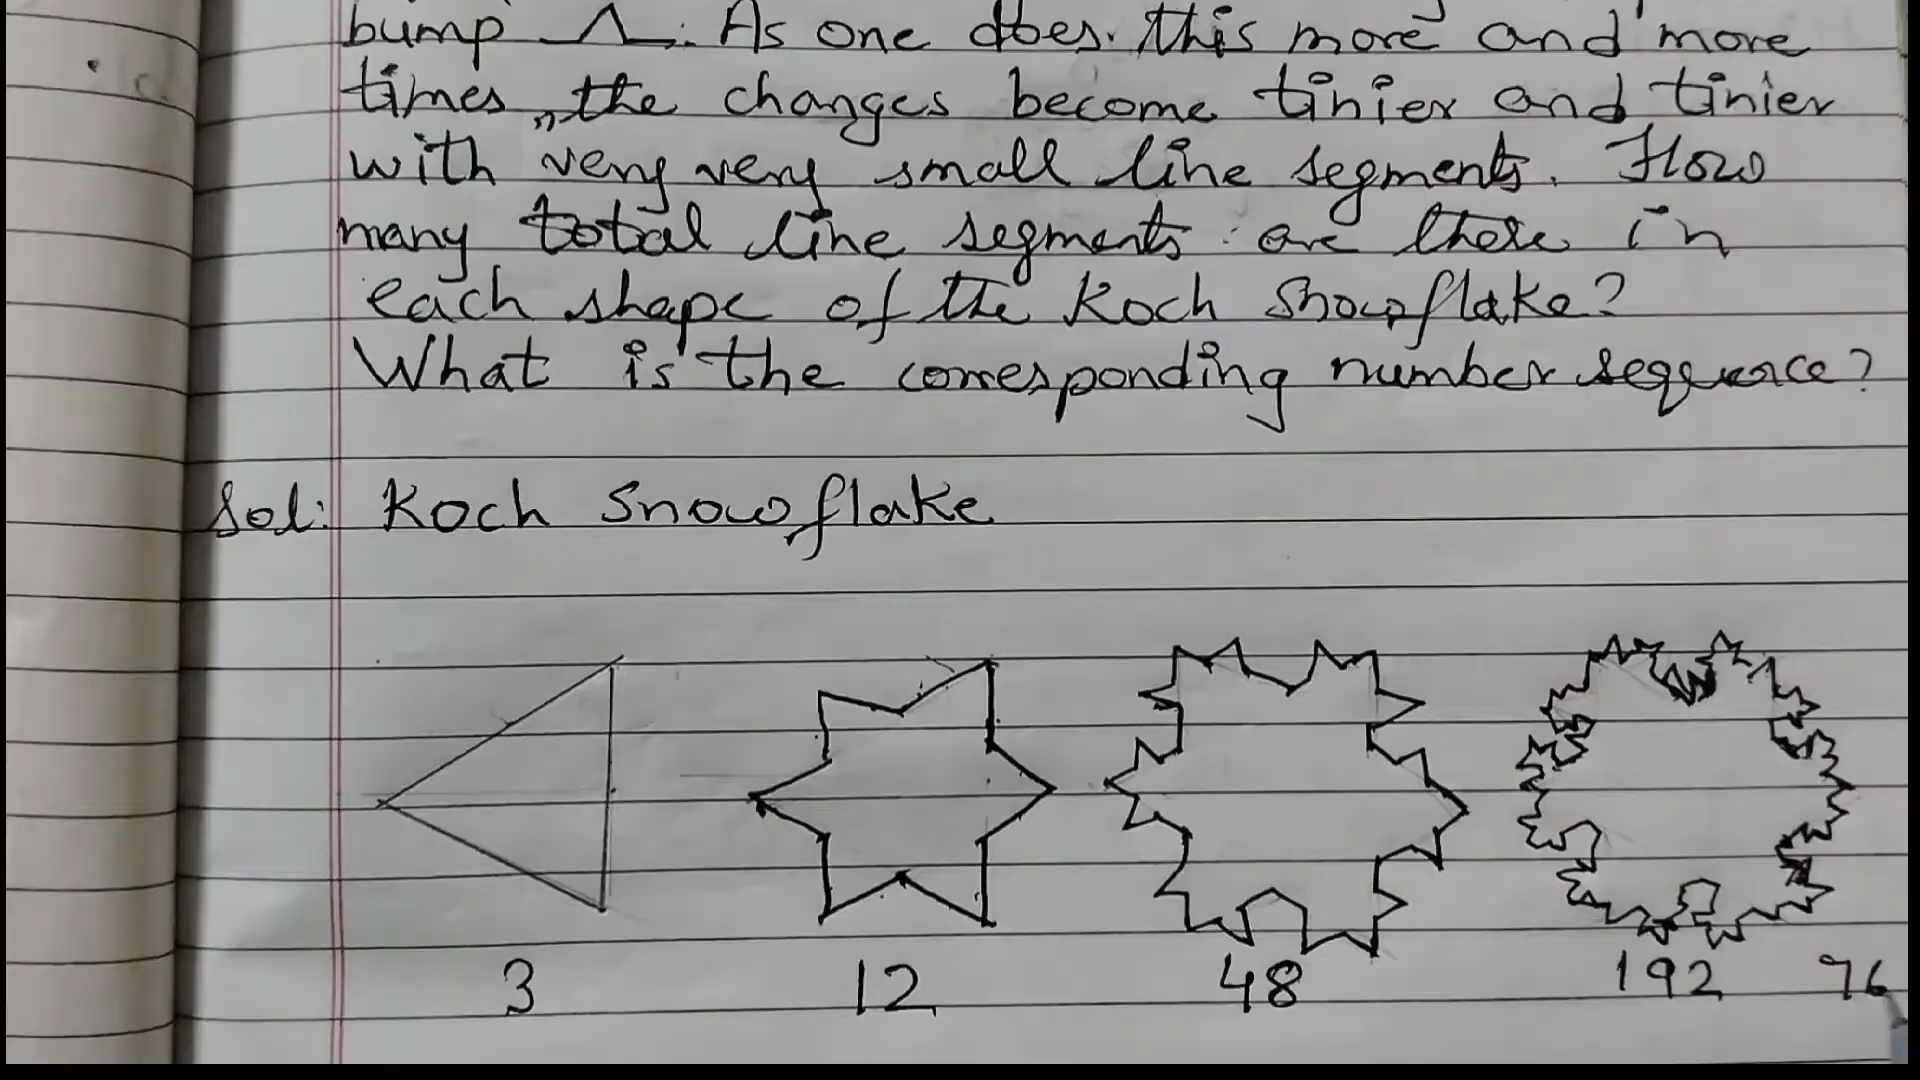 bump. As one does this more and more
times, the changes become tinier and tinier
with very very small line segments. How
many total line segments are there in
each shape of the Koch Snowflake?
What is the corresponding number sequence?
Sol: Koch Snowflake
3 12 48 192 76